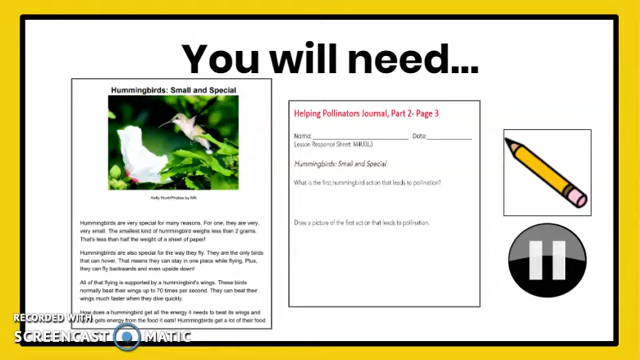 You will need...
Hummingbirds: Small and Special
Hummingbirds are very special for many reasons. For one, they are very,
very small. The smallest kind of hummingbird weighs less than 2 grams.
That's less than half the weight of a sheet of paper!
Hummingbirds are also special for the way they fly. They are the only birds
that can hover. That means they can stay in one place while flying. Plus,
they can fly backwards and even upside down!
All of that flying is supported by a hummingbird's wings. These birds
normally beat their wings up to 70 times per second. They can beat their
wings much faster when they dive quickly.
How does a hummingbird get all the energy it needs to beat its wings and
gets energy from the food it eats! Hummingbirds get a lot of their food
Helping Pollinators Journal, Part 2- Page 3
Name: Date:
Lesson Response Sheet:
Hummingbirds: Small and Special
What is the first hummingbird action that leads to pollination?
Draw a picture of the first action that leads to pollination.
RECORDED WITH
SCREENCAST MATIC